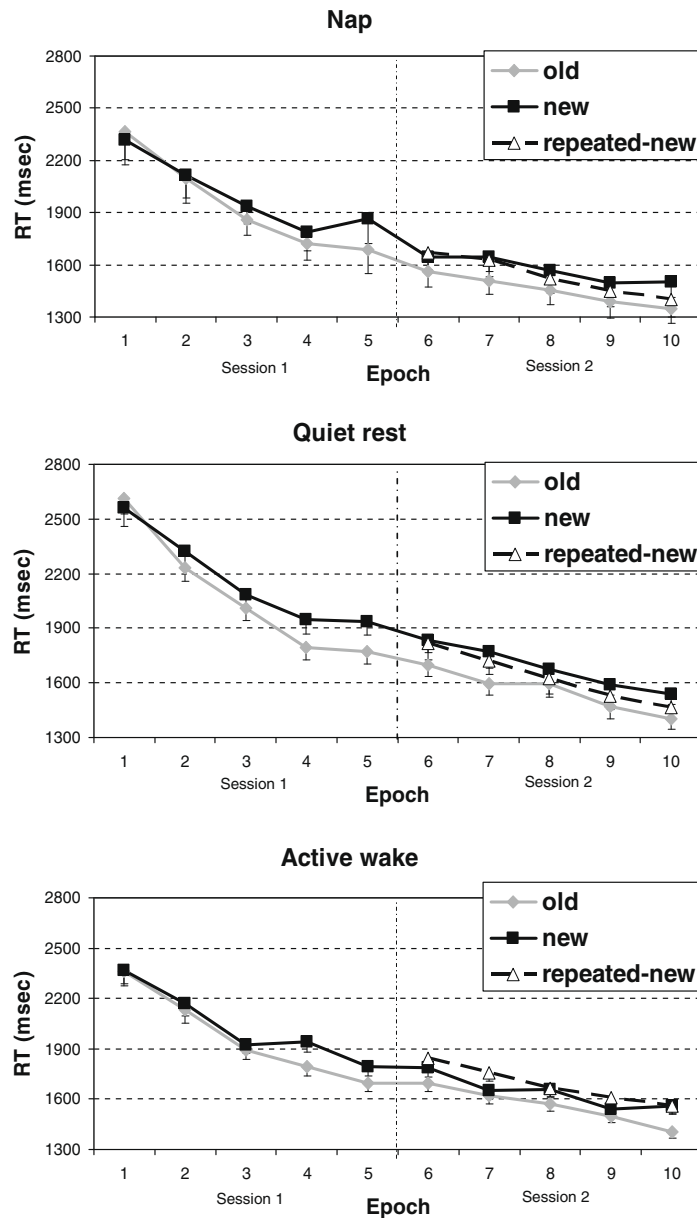 Nap
2800
2500
2200
1900
1600
1300
RT (msec)
old
new
repeated-new
1 2 3 4 5 6 7 8 9 10
Session 1 Epoch Session 2
Quiet rest
2800
2500
2200
1900
1600
1300
RT (msec)
old
new
repeated-new
1 2 3 4 5 6 7 8 9 10
Session 1 Epoch Session 2
Active wake
2800
2500
2200
1900
1600
1300
RT (msec)
old
new
repeated-new
1 2 3 4 5 6 7 8 9 10
Session 1 Epoch Session 2